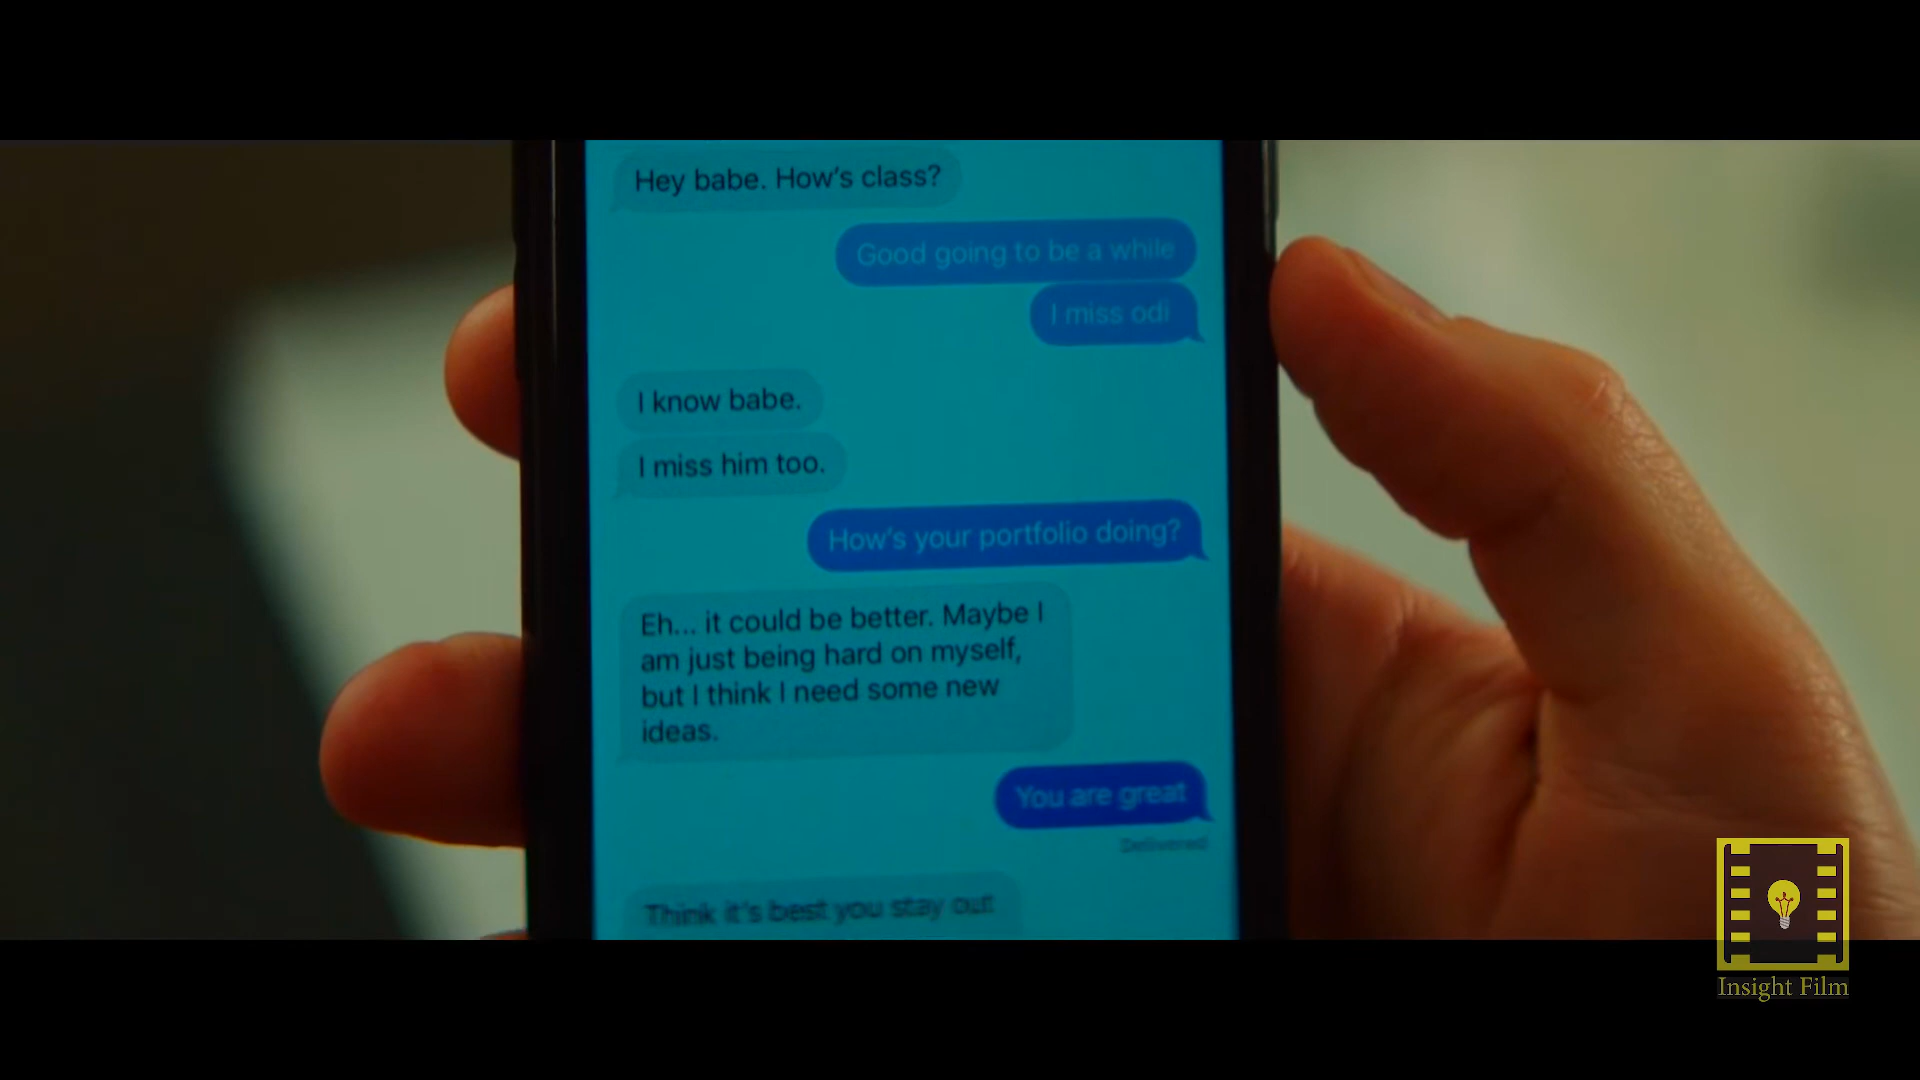 Hey babe. How's class?
Good going to be a while
I miss odi
I know babe.
I miss him too.
How's your portfolio doing?
Eh... it could be better. Maybe I
am just being hard on myself,
but I think I need some new
ideas.
You are great
Delivered
Think it's best you stay out
Insight Film